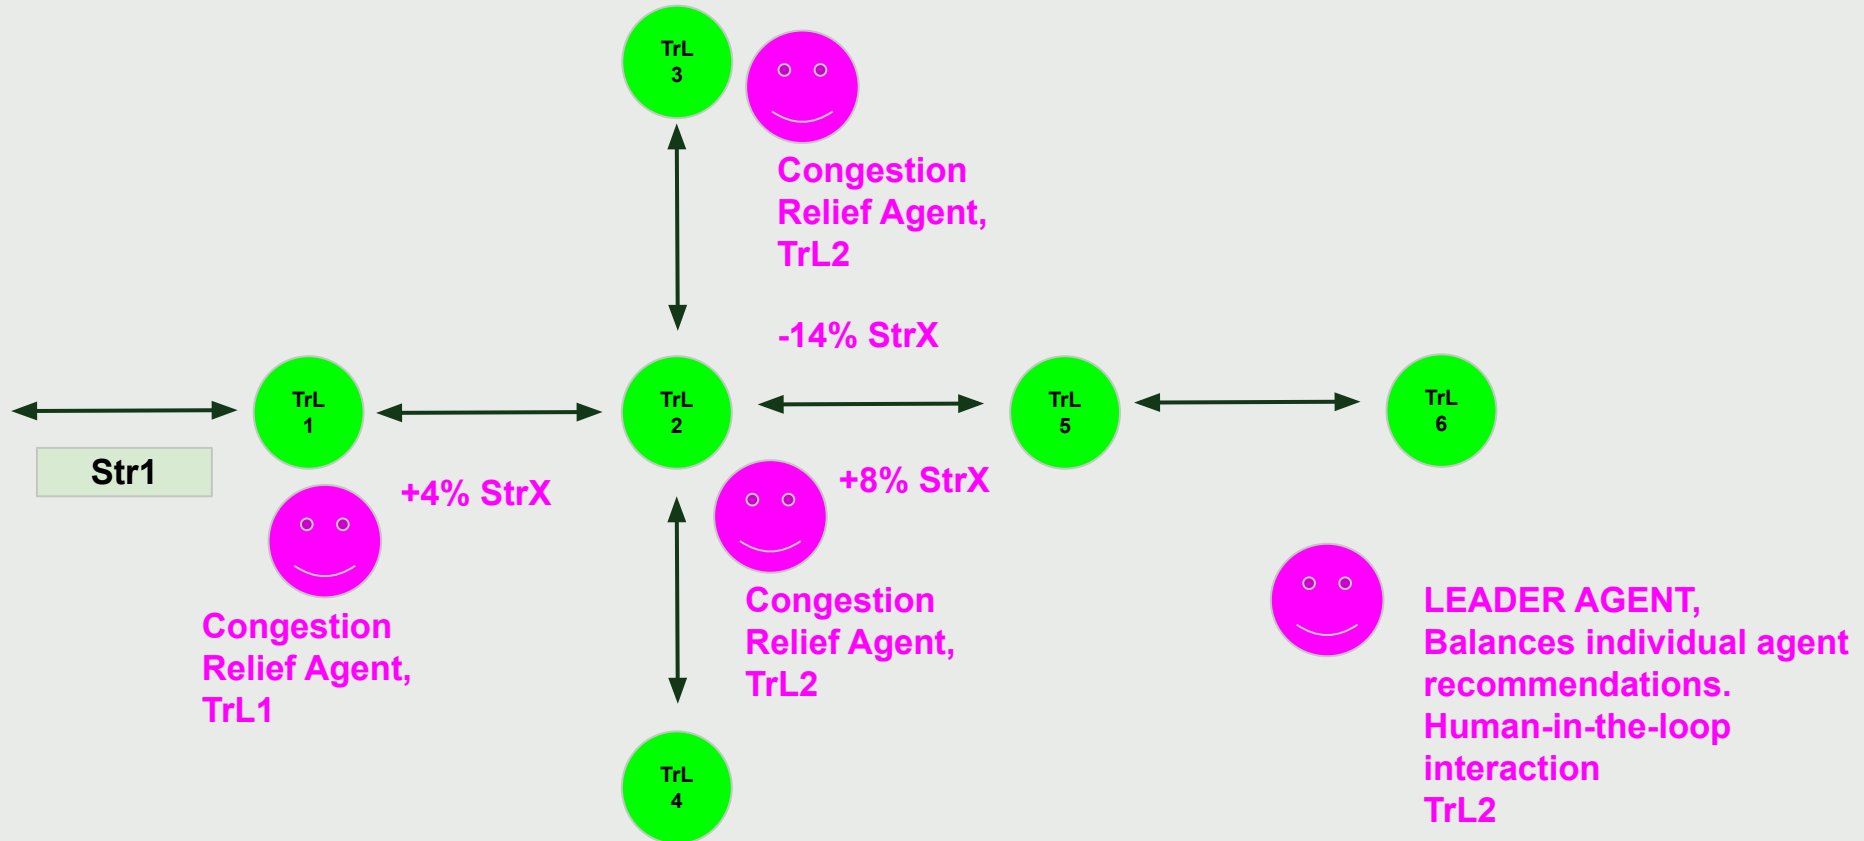 TrL
3
Congestion
Relief Agent,
TrL2
-14% StrX
TrL
1
TrL
2
TrL
5
TrL
6
Str1
+4% StrX
+8% StrX
Congestion
Relief Agent,
TrL1
Congestion
Relief Agent,
TrL2
LEADER AGENT,
Balances individual agent
recommendations.
Human-in-the-loop
interaction
TrL2
TrL
4